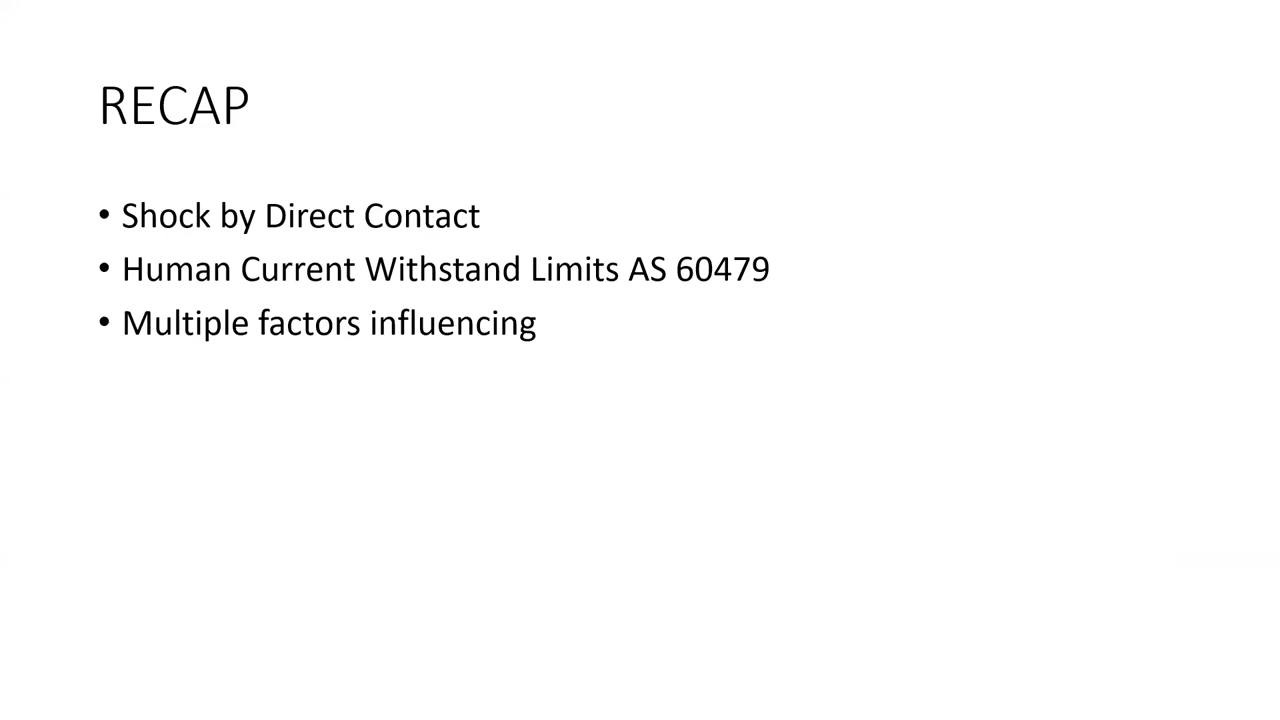 RECAP
• Shock by Direct Contact
• Human Current Withstand Limits AS 60479
• Multiple factors influencing